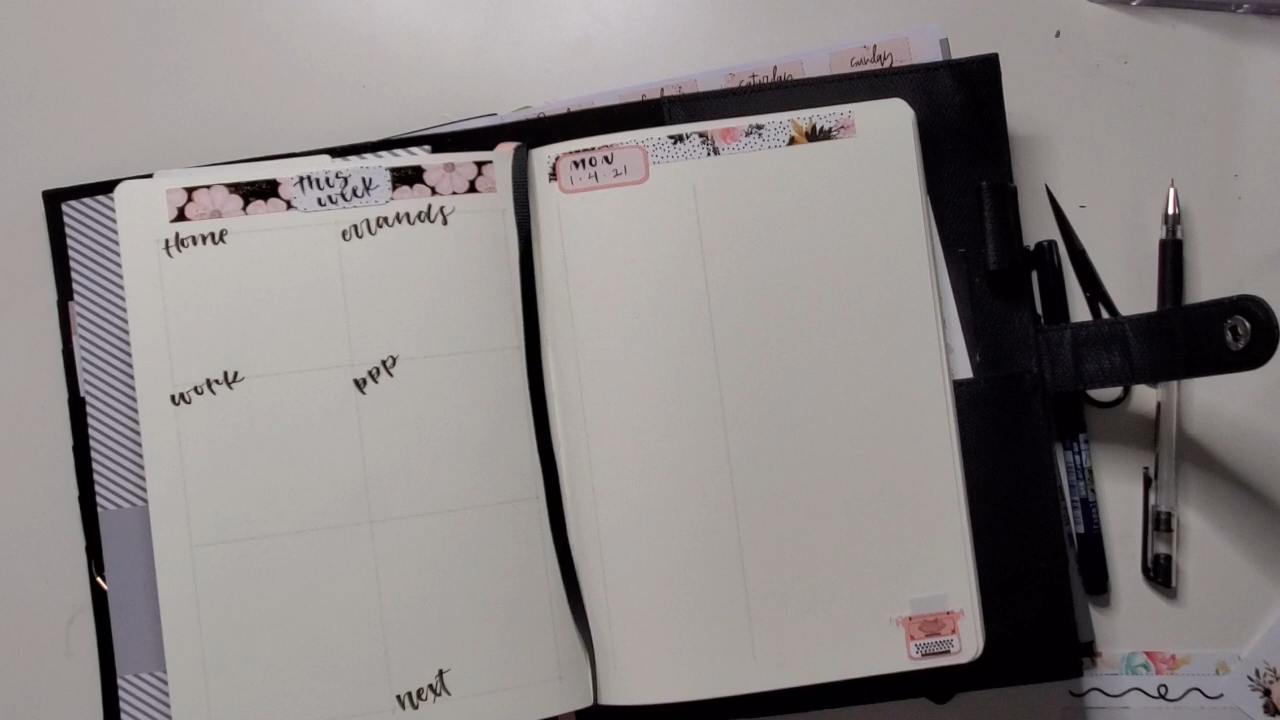 saturday
sunday
this
week
MON
1.4.21
Home
errands
work
ppp
next